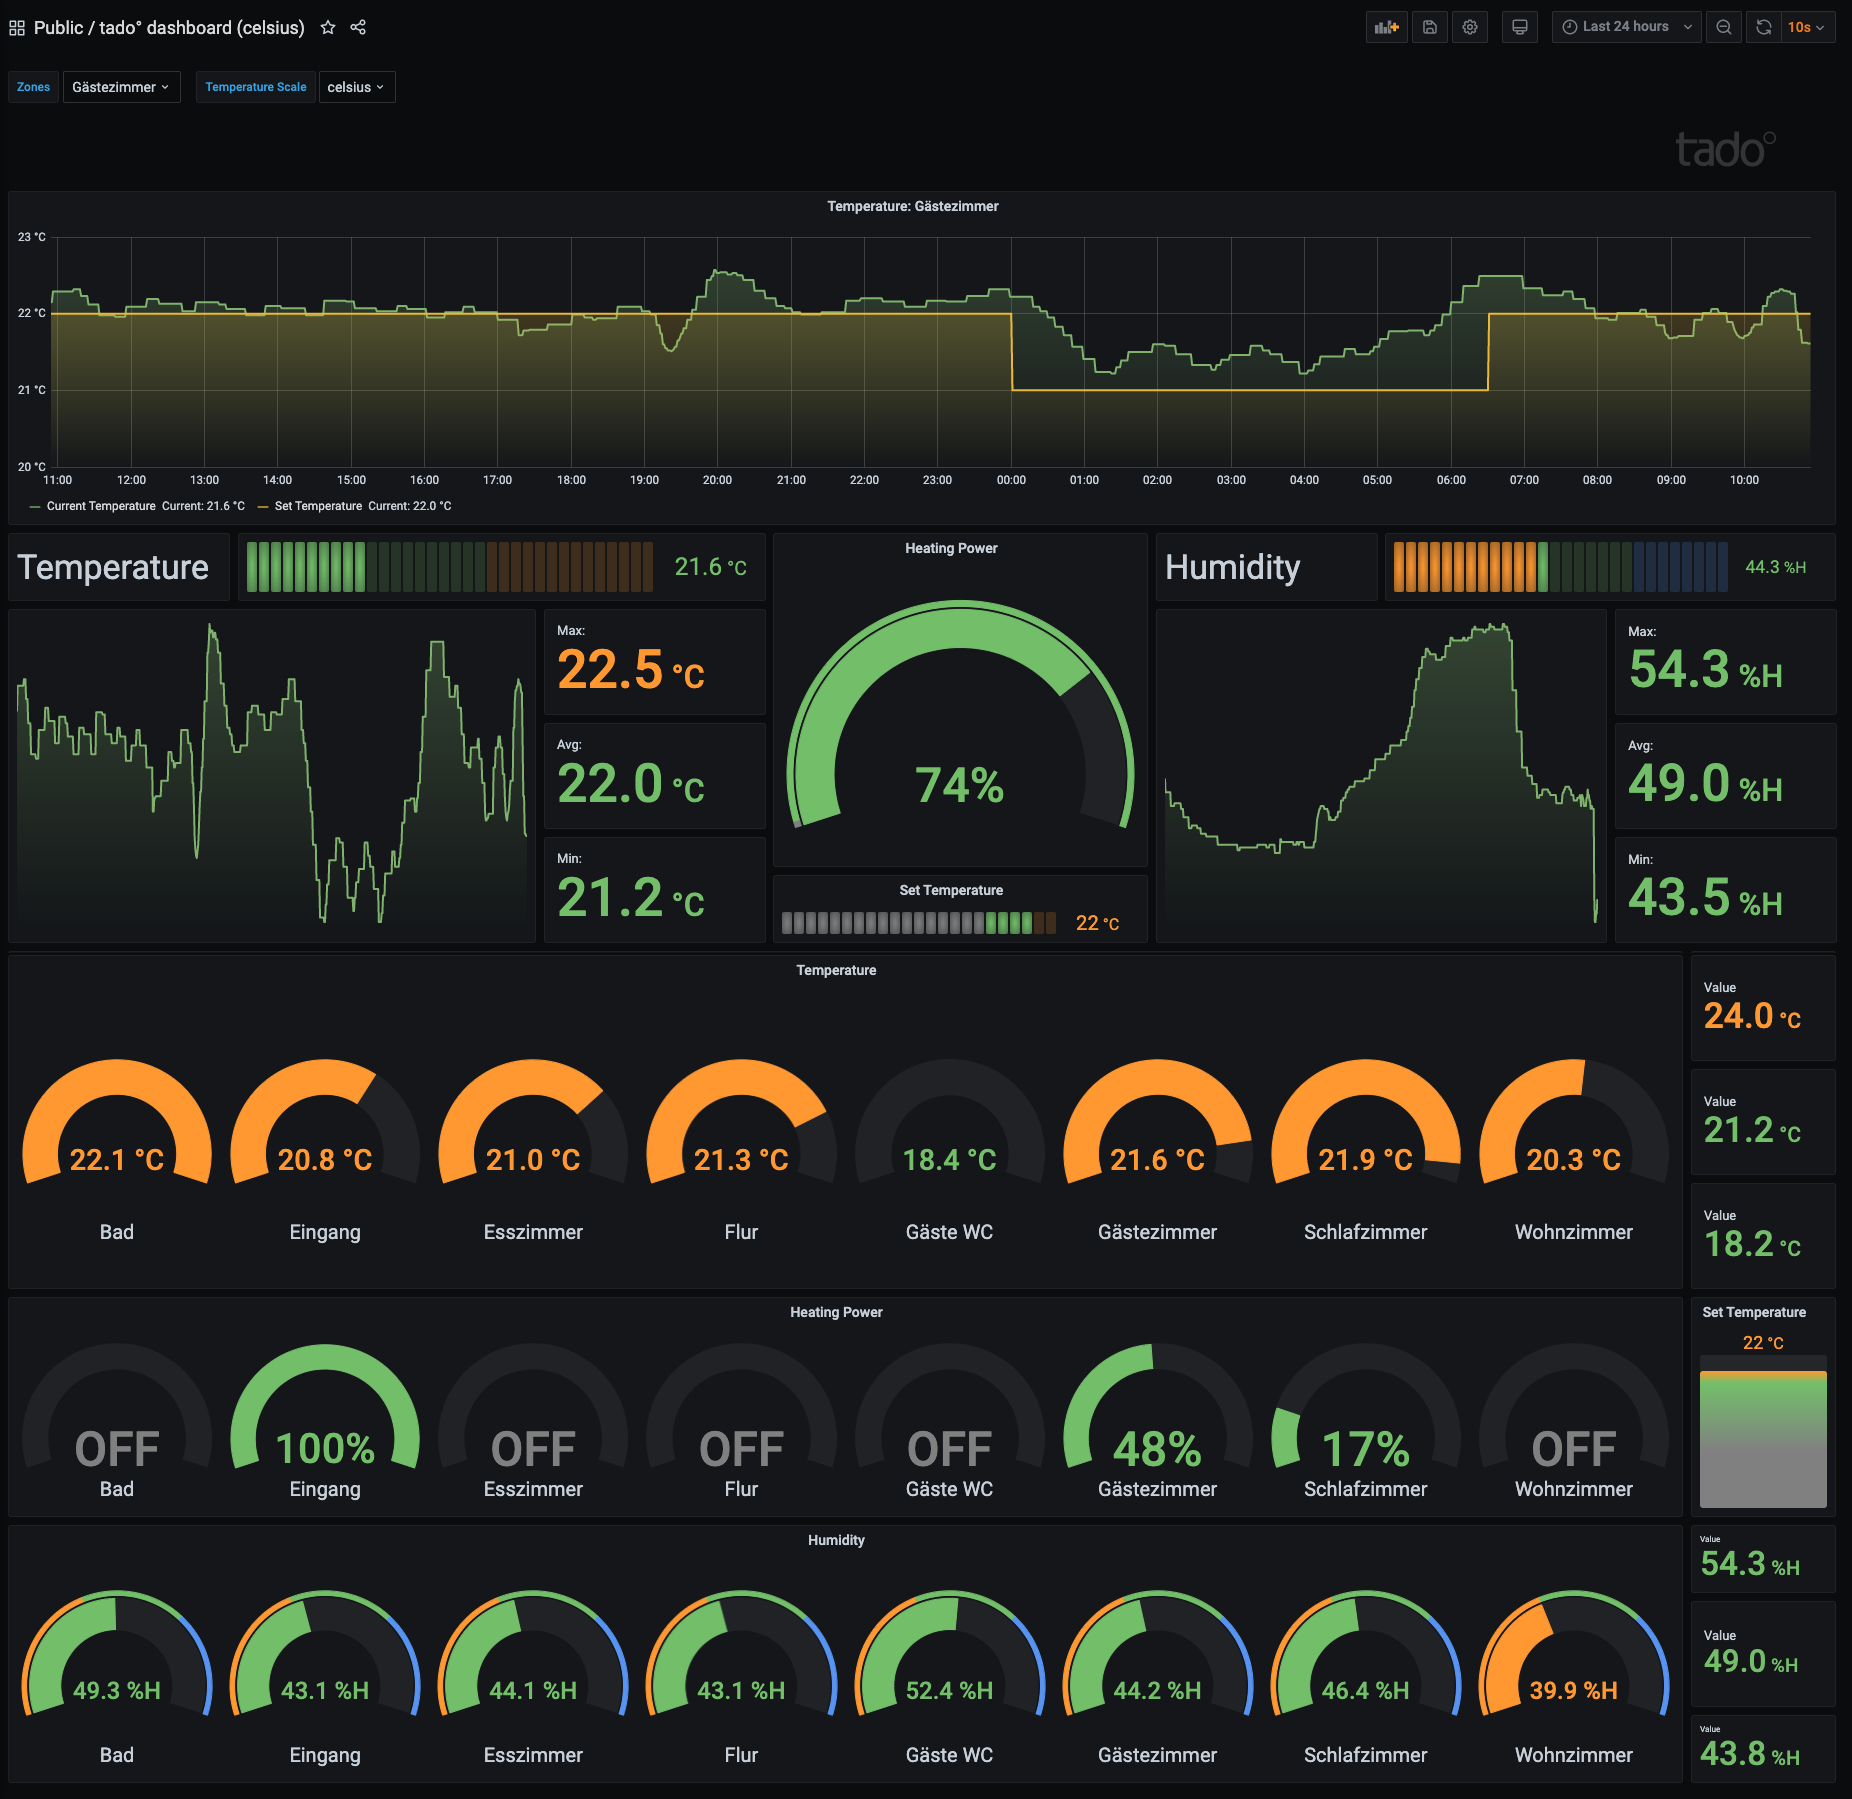 Public / tado° dashboard (celsius)
Last 24 hours
10s
Zones
Gästezimmer
Temperature Scale
celsius
tado°
Temperature: Gästezimmer
23 °C
22 °C
21 °C
20 °C
11:00 12:00 13:00 14:00 15:00 16:00 17:00 18:00 19:00 20:00 21:00 22:00 23:00 00:00 01:00 02:00 03:00 04:00 05:00 06:00 07:00 08:00 09:00 10:00
Current Temperature Current: 21.6 °C Set Temperature Current: 22.0 °C
Temperature
21.6 °C
Max:
22.5 °C
Avg:
22.0 °C
Min:
21.2 °C
Heating Power
74%
Set Temperature
22 °C
Humidity
44.3 %H
Max:
54.3 %H
Avg:
49.0 %H
Min:
43.5 %H
Temperature
22.1 °C 20.8 °C 21.0 °C 21.3 °C 18.4 °C 21.6 °C 21.9 °C 20.3 °C
Bad Eingang Esszimmer Flur Gäste WC Gästezimmer Schlafzimmer Wohnzimmer
Value
24.0 °C
Value
21.2 °C
Value
18.2 °C
Heating Power
OFF 100% OFF OFF OFF 48% 17% OFF
Bad Eingang Esszimmer Flur Gäste WC Gästezimmer Schlafzimmer Wohnzimmer
Set Temperature
22 °C
Humidity
49.3 %H 43.1 %H 44.1 %H 43.1 %H 52.4 %H 44.2 %H 46.4 %H 39.9 %H
Bad Eingang Esszimmer Flur Gäste WC Gästezimmer Schlafzimmer Wohnzimmer
Value
54.3 %H
Value
49.0 %H
Value
43.8 %H